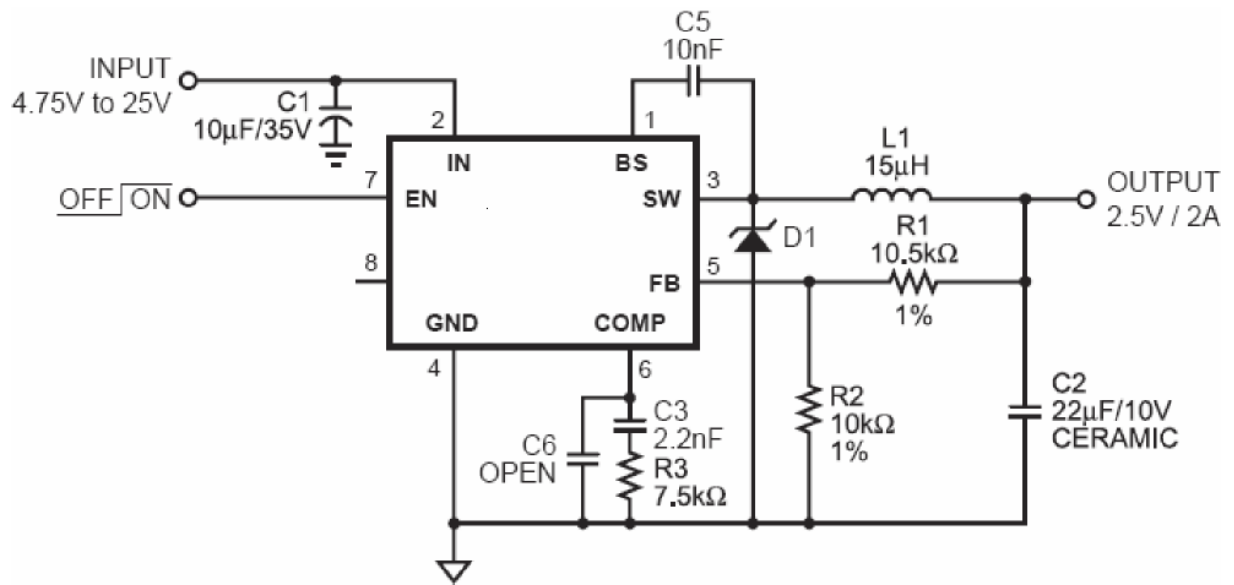 C5
10nF
INPUT
4.75V to 25V
C1
10µF/35V
2
1
IN
BS
L1
15µH
7
3
OFF ON
EN
SW
OUTPUT
2.5V / 2A
D1
R1
10.5kΩ
1%
8
5
FB
GND
COMP
4
6
C3
2.2nF
R2
10kΩ
1%
C2
22µF/10V
CERAMIC
C6
OPEN
R3
7.5kΩ